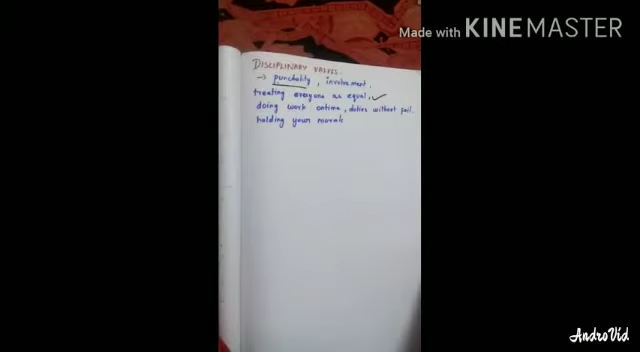 Made with KINEMASTER
DISCIPLINARY VALUES.
→ punchality, involvement,
treating everyone as equal, ✓
doing work ontime, duties without fail.
holding your morals
AndroVid